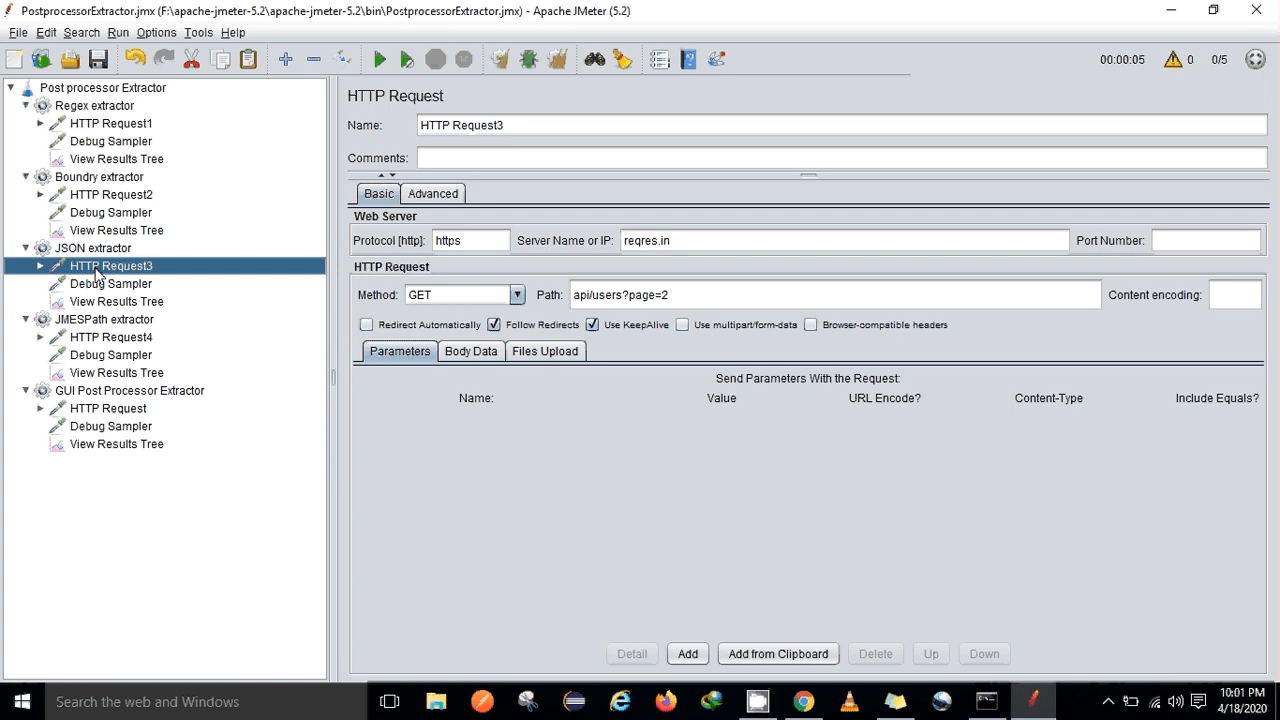 PostprocessorExtractor.jmx (F:\apache-jmeter-5.2\apache-jmeter-5.2\bin\PostprocessorExtractor.jmx) - Apache JMeter (5.2)
File Edit Search Run Options Tools Help
00:00:05 0 0/5
Post processor Extractor
Regex extractor
HTTP Request1
Debug Sampler
View Results Tree
Boundry extractor
HTTP Request2
Debug Sampler
View Results Tree
JSON extractor
HTTP Request3
Debug Sampler
View Results Tree
JMESPath extractor
HTTP Request4
Debug Sampler
View Results Tree
GUI Post Processor Extractor
HTTP Request
Debug Sampler
View Results Tree
HTTP Request
Name: HTTP Request3
Comments:
Basic Advanced
Web Server
Protocol [http]: https Server Name or IP: reqres.in Port Number:
HTTP Request
Method: GET Path: api/users?page=2 Content encoding:
Redirect Automatically Follow Redirects Use KeepAlive Use multipart/form-data Browser-compatible headers
Parameters Body Data Files Upload
Send Parameters With the Request:
Name: Value URL Encode? Content-Type Include Equals?
Detail Add Add from Clipboard Delete Up Down
Search the web and Windows
10:01 PM
4/18/2020